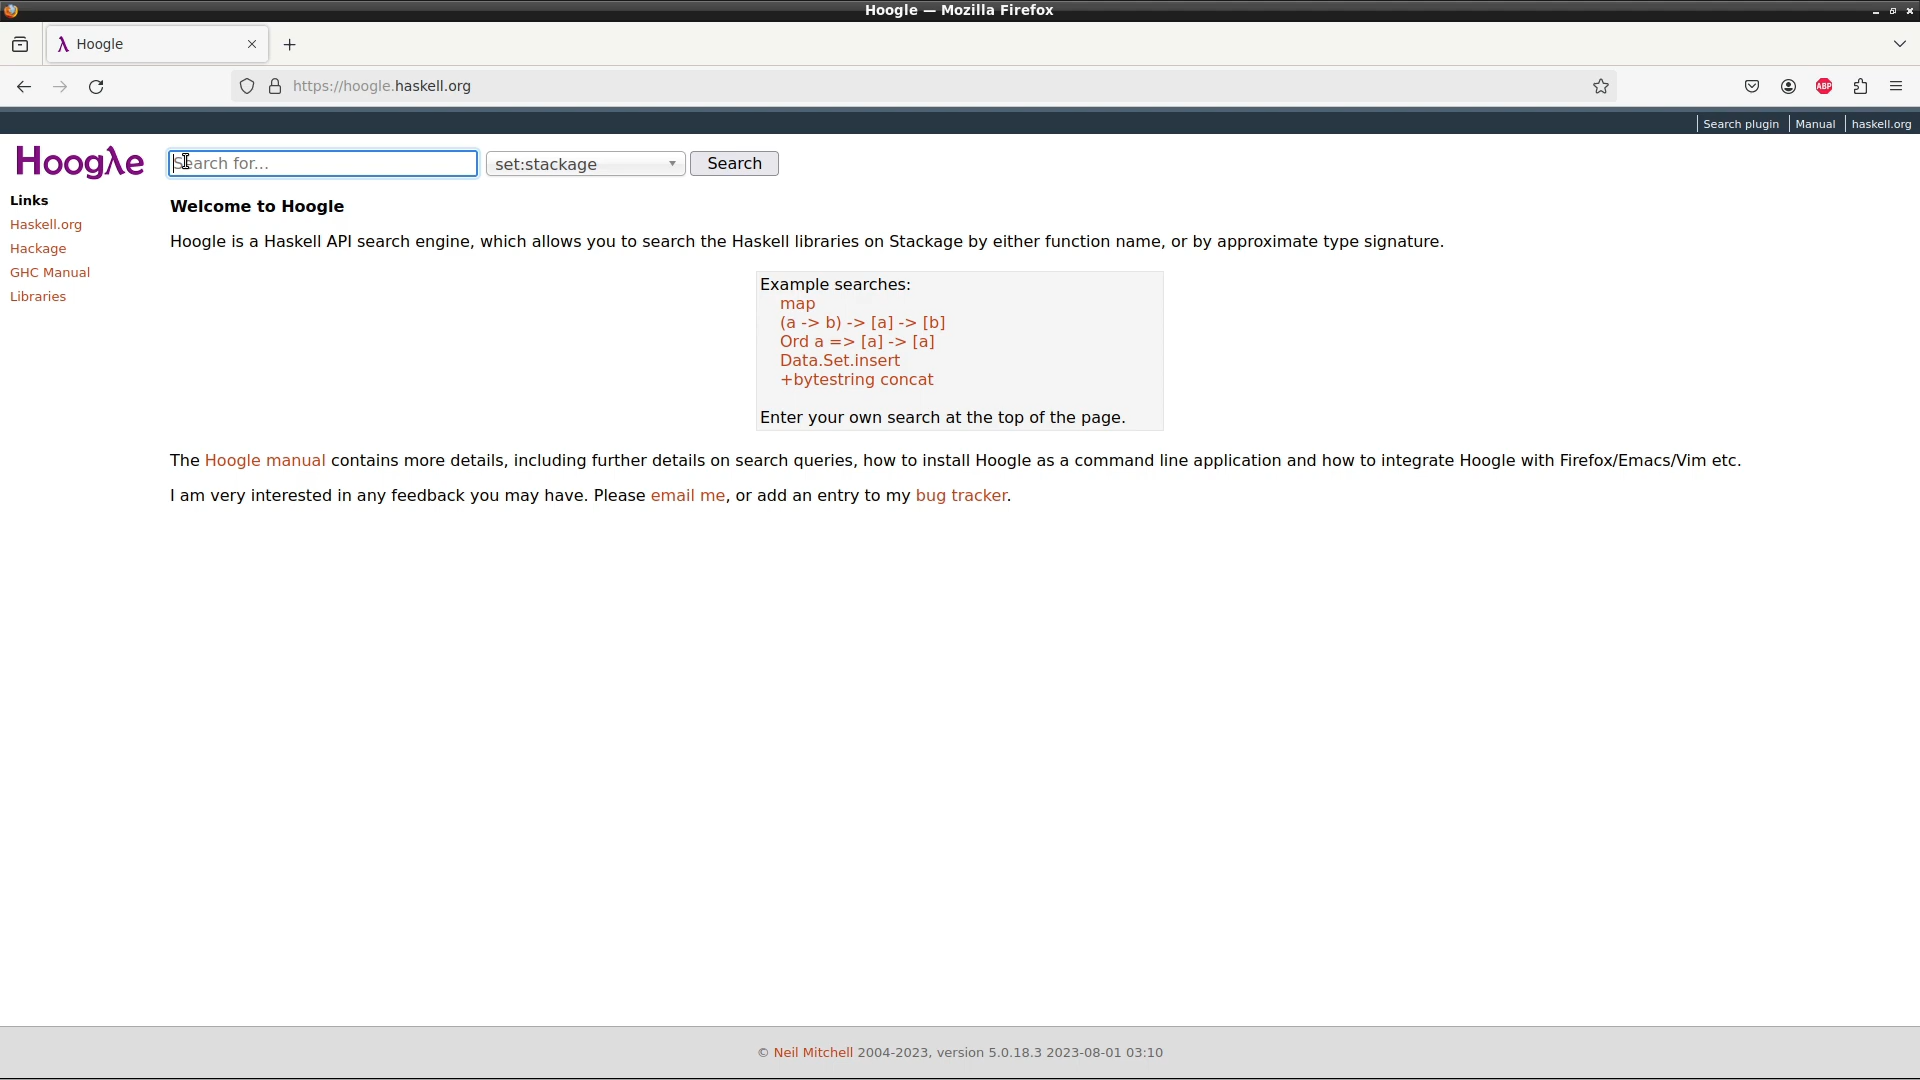 Hoogle — Mozilla Firefox
Hoogle
https://hoogle.haskell.org
ABP
Search plugin
Manual
haskell.org
Hoogλe
Search for...
set:stackage
Search
Links
Haskell.org
Hackage
GHC Manual
Libraries
Welcome to Hoogle
Hoogle is a Haskell API search engine, which allows you to search the Haskell libraries on Stackage by either function name, or by approximate type signature.
Example searches:
map
(a -> b) -> [a] -> [b]
Ord a => [a] -> [a]
Data.Set.insert
+bytestring concat
Enter your own search at the top of the page.
The Hoogle manual contains more details, including further details on search queries, how to install Hoogle as a command line application and how to integrate Hoogle with Firefox/Emacs/Vim etc.
I am very interested in any feedback you may have. Please email me, or add an entry to my bug tracker.
© Neil Mitchell 2004-2023, version 5.0.18.3 2023-08-01 03:10